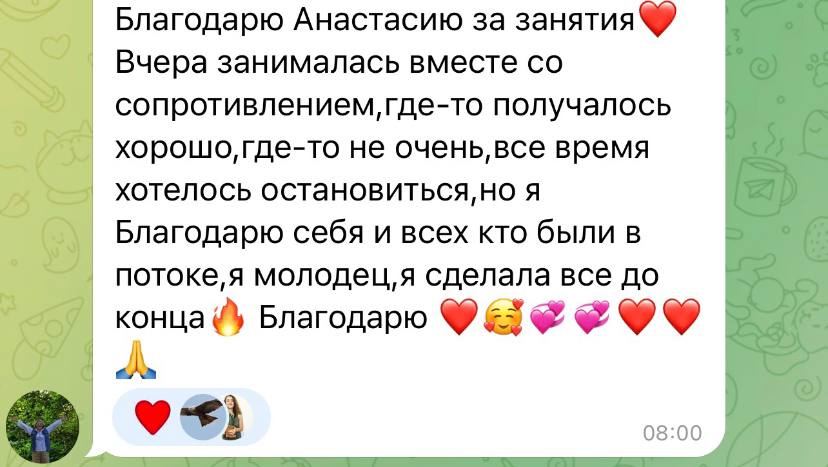 Благодарю Анастасию за занятия❤️
Вчера занималась вместе со
сопротивлением,где-то получалось
хорошо,где-то не очень,все время
хотелось остановиться,но я
Благодарю себя и всех кто были в
потоке,я молодец,я сделала все до
конца🔥 Благодарю ❤️🥰💞💞❤️❤️
🙏
08:00